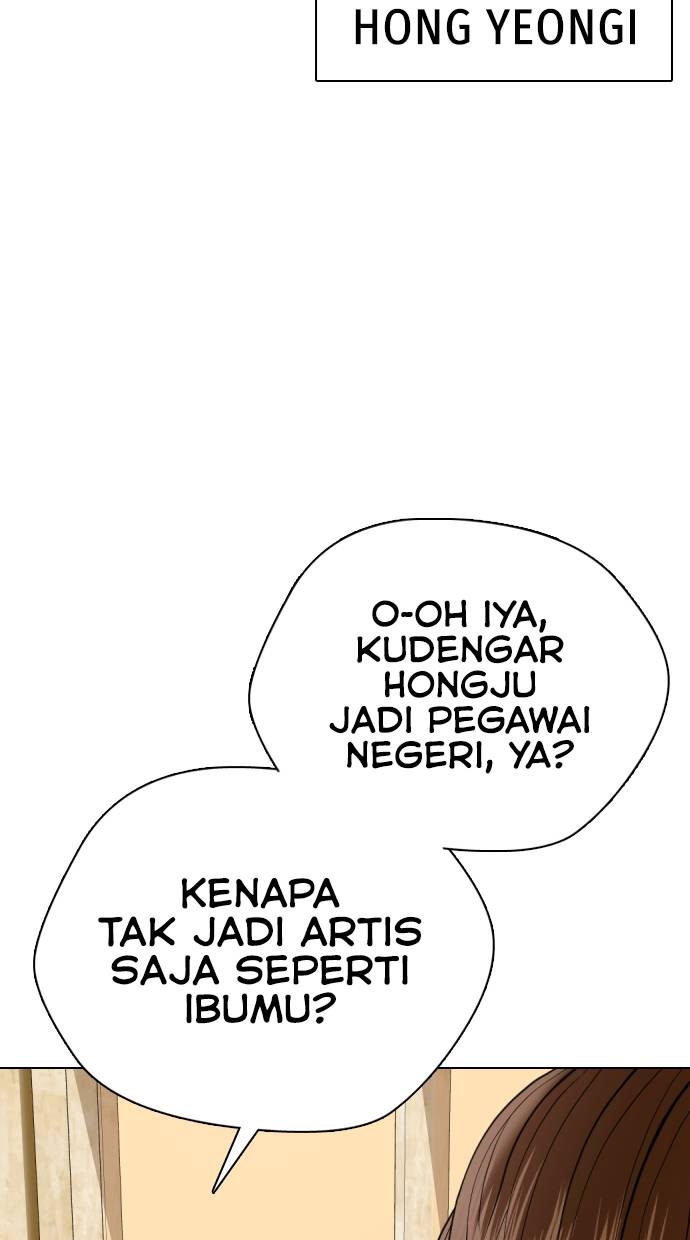 HONG YEONGI
O-OH IYA,
KUDENGAR
HONGJU
JADI PEGAWAI
NEGERI, YA?
KENAPA
TAK JADI ARTIS
SAJA SEPERTI
IBUMU?